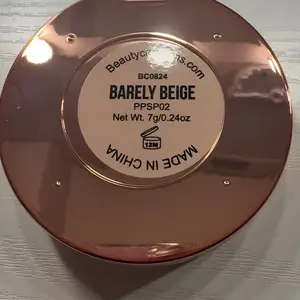 BC0824
BARELY BEIGE
PPSP02
Net Wt. 7g/0.24oz
12M
MADE IN CHINA